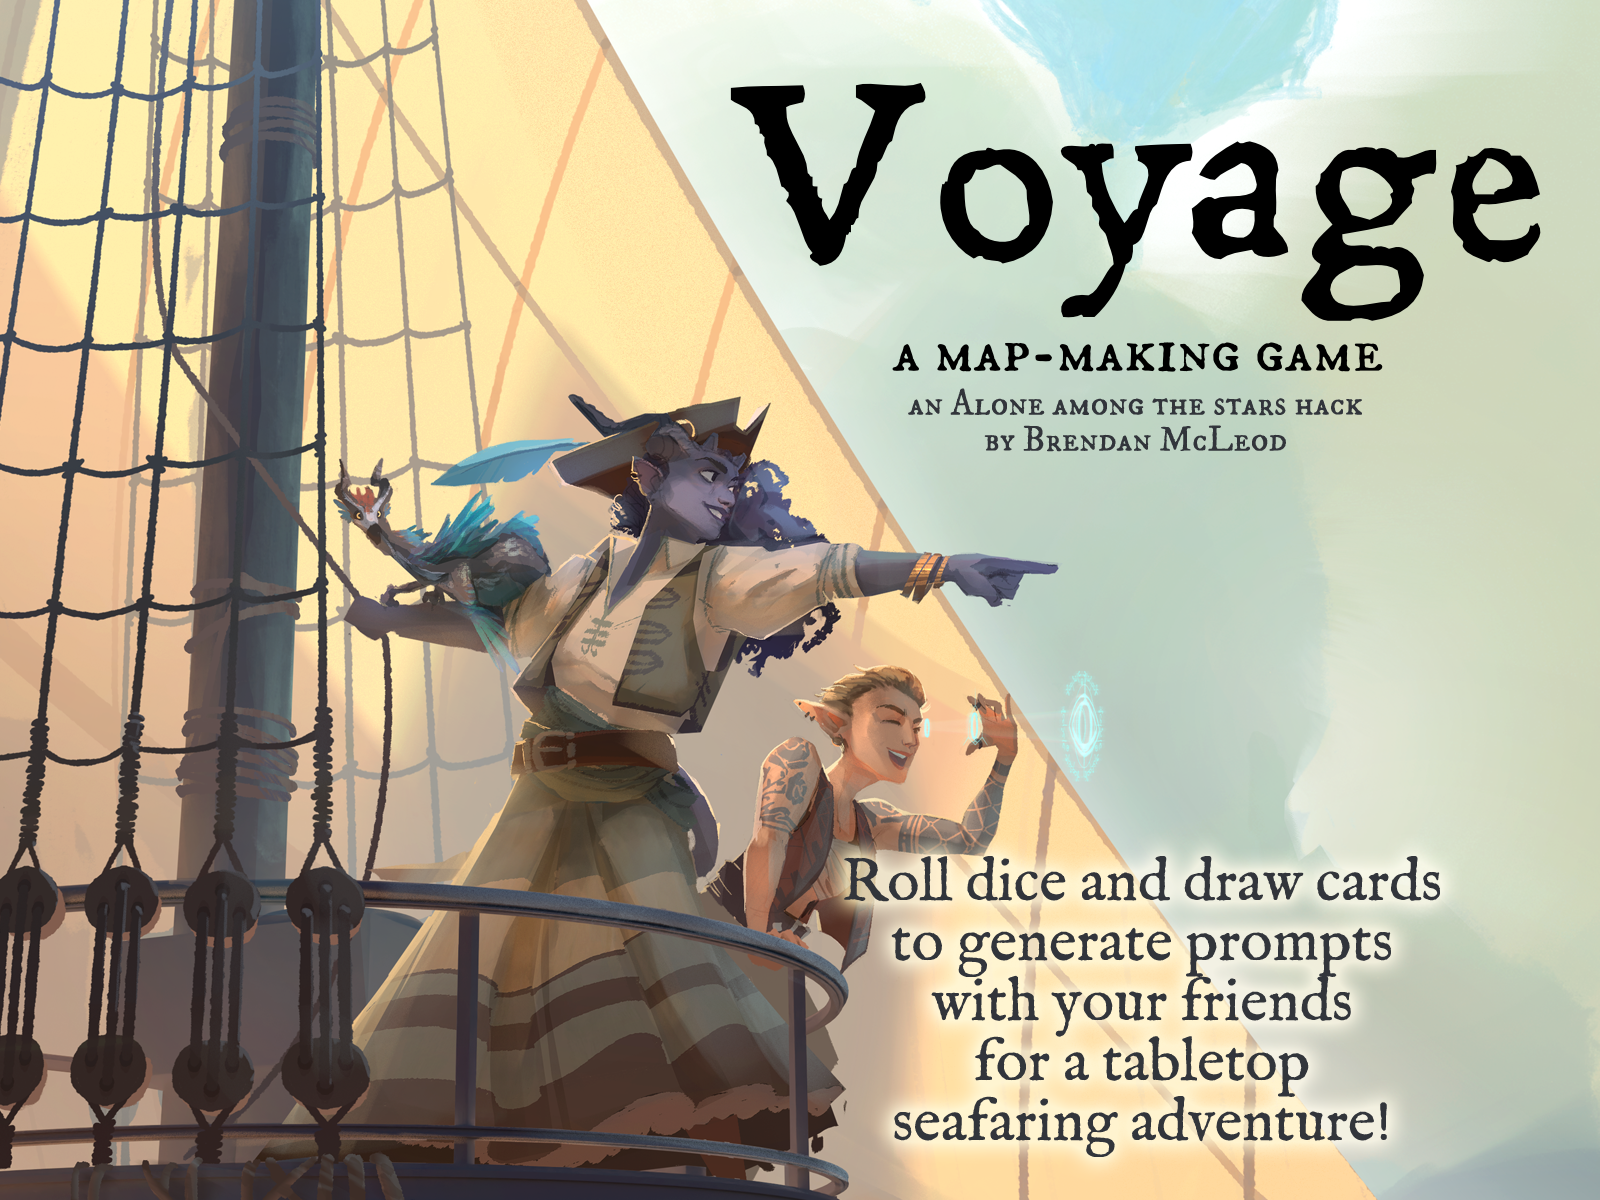 Voyage
A MAP-MAKING GAME
AN ALONE AMONG THE STARS HACK
BY BRENDAN MCLEOD
Roll dice and draw cards
to generate prompts
with your friends
for a tabletop
seafaring adventure!